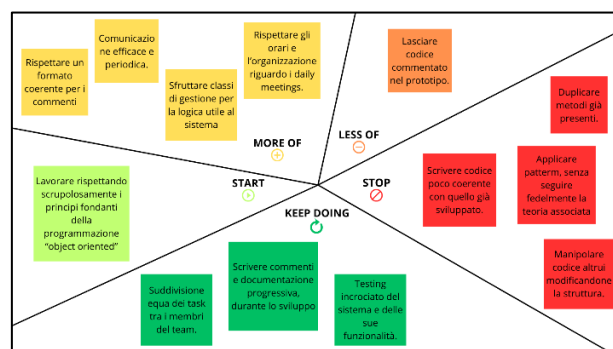 Rispettare un
formato
coerente per i
commenti
Comunicazio
ne efficace e
periodica.
Sfruttare classi
di gestione per
la logica utile al
sistema
Rispettare gli
orari e
l'organizzazione
riguardo i daily
meetings.
MORE OF
Lasciare
codice
commentato
nel prototipo.
LESS OF
Duplicare
metodi già
presenti.
Scrivere codice
poco coerente
con quello già
sviluppato.
Applicare
patterm, senza
seguire
fedelmente la
teoria associata
Manipolare
codice altrui
modificandone
la struttura.
STOP
START
Lavorare rispettando
scrupolosamente i
principi fondanti
della
programmazione
"object oriented"
KEEP DOING
Suddivisione
equa dei task
tra i membri
del team.
Scrivere commenti
e documentazione
progressiva,
durante lo sviluppo
Testing
incrociato del
sistema e delle
sue
funzionalità.